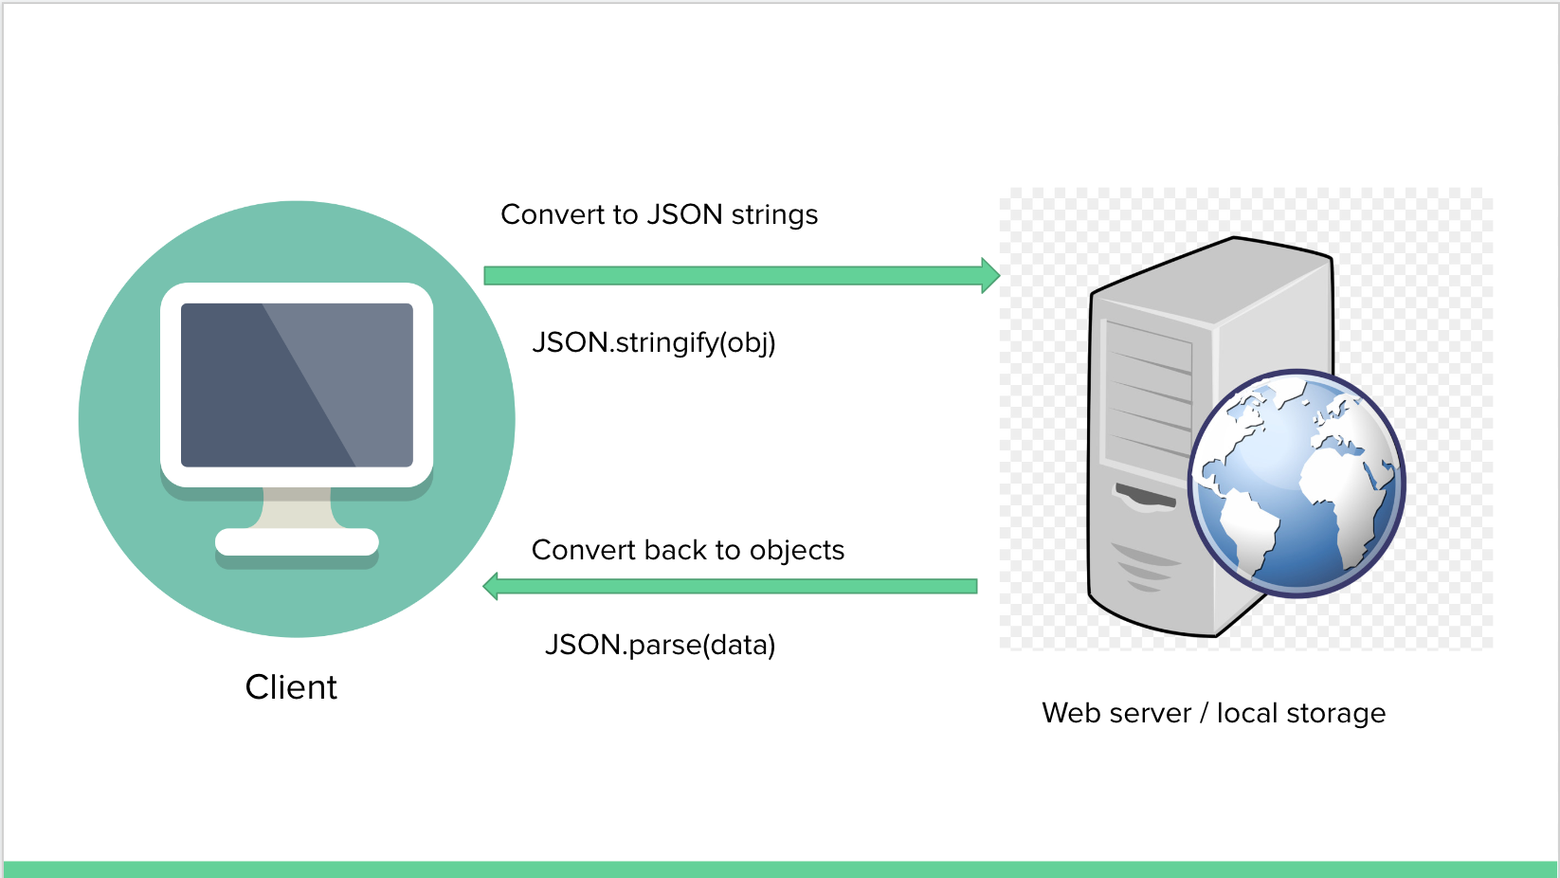 Convert to JSON strings
JSON.stringify(obj)
Convert back to objects
JSON.parse(data)
Client
Web server / local storage